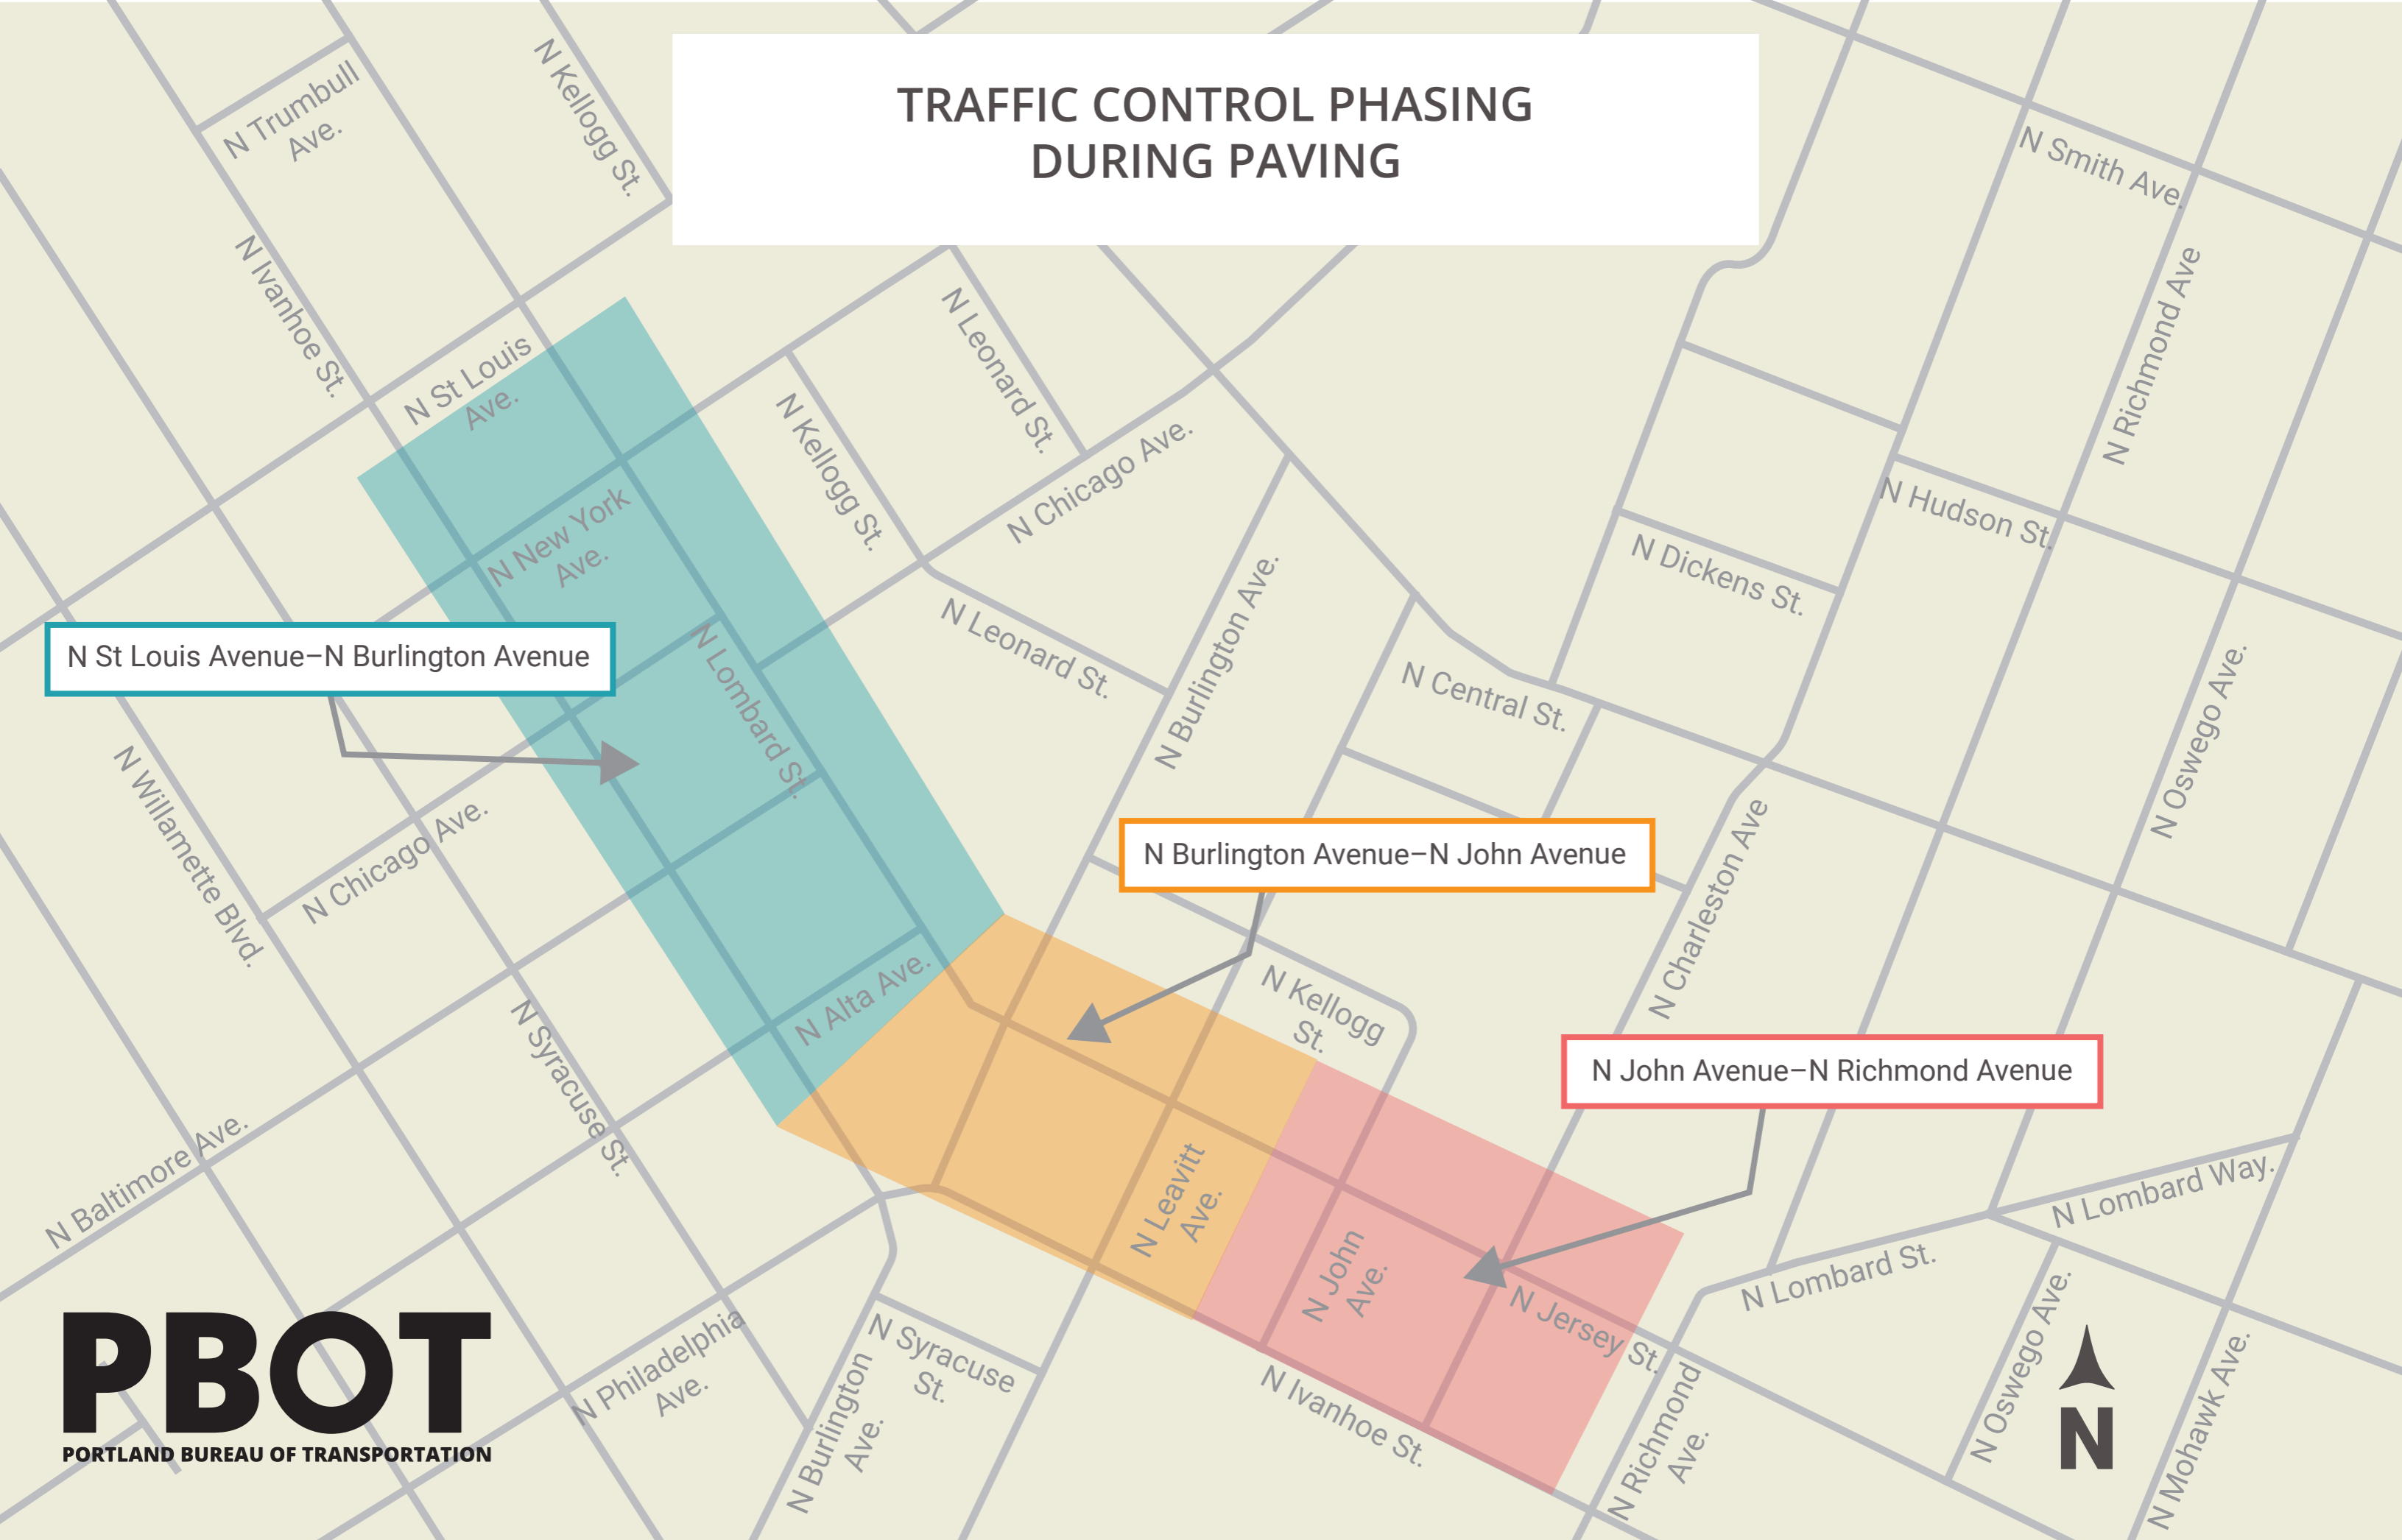 TRAFFIC CONTROL PHASING
DURING PAVING
N Trumbull
Ave.
N Kellogg St.
N Smith Ave.
N Ivanhoe St.
N St Louis
Ave.
N Leonard St.
N Richmond Ave
N Kellogg St.
N Chicago Ave.
N New York
Ave.
N Hudson St.
N Dickens St.
N St Louis Avenue–N Burlington Avenue
N Lombard St.
N Leonard St.
N Burlington Ave.
N Central St.
N Oswego Ave.
N Willamette Blvd.
N Chicago Ave.
N Burlington Avenue–N John Avenue
N Charleston Ave
N Alta Ave.
N Kellogg
St.
N Syracuse St.
N John Avenue–N Richmond Avenue
N Baltimore Ave.
N Leavitt
Ave.
N Lombard Way.
N John
Ave.
N Lombard St.
N Jersey St.
N Philadelphia
Ave.
N Syracuse
St.
N Ivanhoe St.
N Burlington
Ave.
N Richmond
Ave.
N Oswego Ave.
N Mohawk Ave.
N
PBOT
PORTLAND BUREAU OF TRANSPORTATION